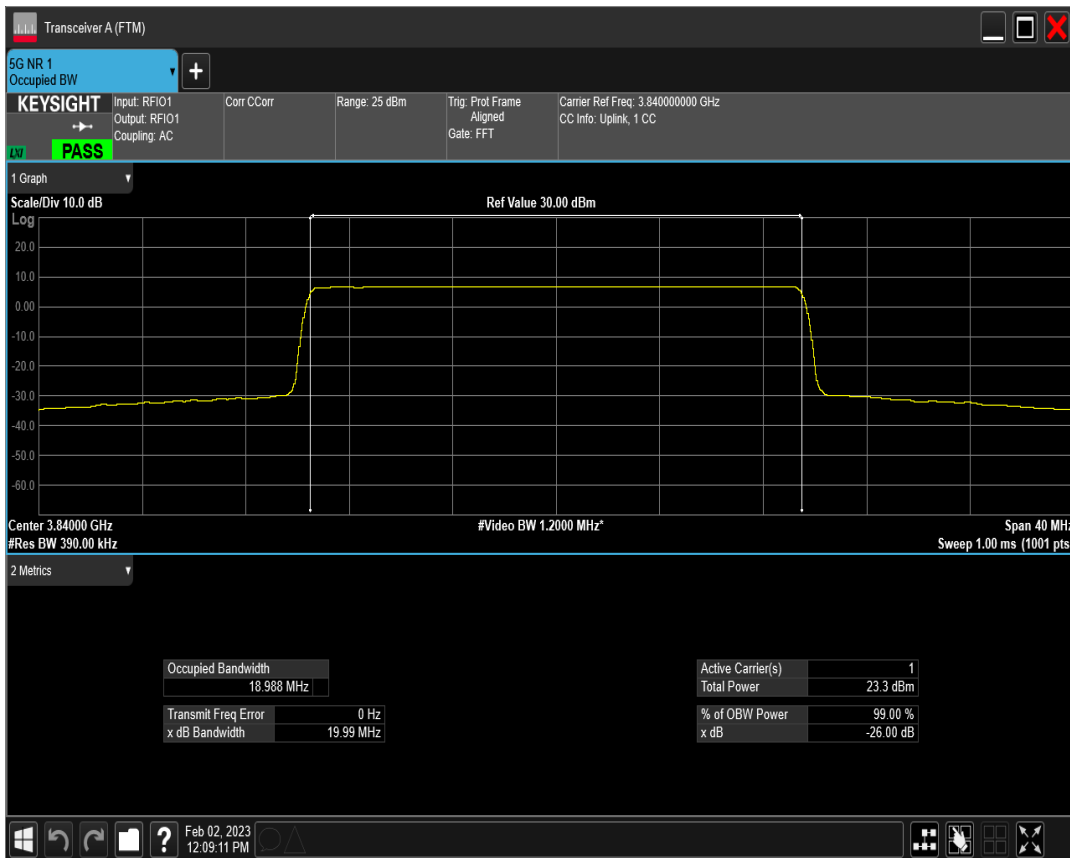 Transceiver A (FTM)
5G NR 1
Occupied BW
+
KEYSIGHT
LXI
PASS
Input: RFIO1
Output: RFIO1
Coupling: AC
Corr CCorr
Range: 25 dBm
Trig: Prot Frame
Aligned
Gate: FFT
Carrier Ref Freq: 3.840000000 GHz
CC Info: Uplink, 1 CC
1 Graph
Scale/Div 10.0 dB
Ref Value 30.00 dBm
Log
20.0
10.0
0.00
-10.0
-20.0
-30.0
-40.0
-50.0
-60.0
Center 3.84000 GHz
#Video BW 1.2000 MHz*
Span 40 MHz
#Res BW 390.00 kHz
Sweep 1.00 ms (1001 pts
2 Metrics
Occupied Bandwidth
18.988 MHz
Transmit Freq Error 0 Hz
x dB Bandwidth 19.99 MHz
Active Carrier(s) 1
Total Power 23.3 dBm
% of OBW Power 99.00 %
x dB -26.00 dB
?
Feb 02, 2023
12:09:11 PM